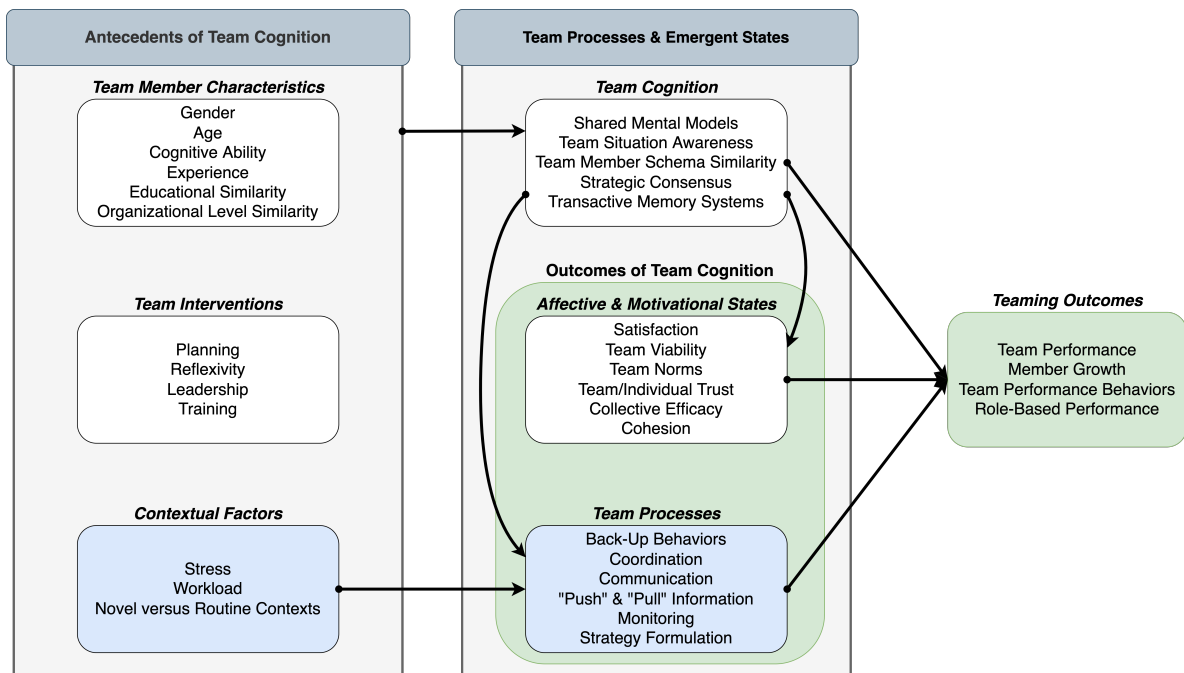 Antecedents of Team Cognition
Team Member Characteristics
Gender
Age
Cognitive Ability
Experience
Educational Similarity
Organizational Level Similarity
Team Interventions
Planning
Reflexivity
Leadership
Training
Contextual Factors
Stress
Workload
Novel versus Routine Contexts
Team Processes & Emergent States
Team Cognition
Shared Mental Models
Team Situation Awareness
Team Member Schema Similarity
Strategic Consensus
Transactive Memory Systems
Outcomes of Team Cognition
Affective & Motivational States
Satisfaction
Team Viability
Team Norms
Team/Individual Trust
Collective Efficacy
Cohesion
Team Processes
Back-Up Behaviors
Coordination
Communication
"Push" & "Pull" Information
Monitoring
Strategy Formulation
Teaming Outcomes
Team Performance
Member Growth
Team Performance Behaviors
Role-Based Performance